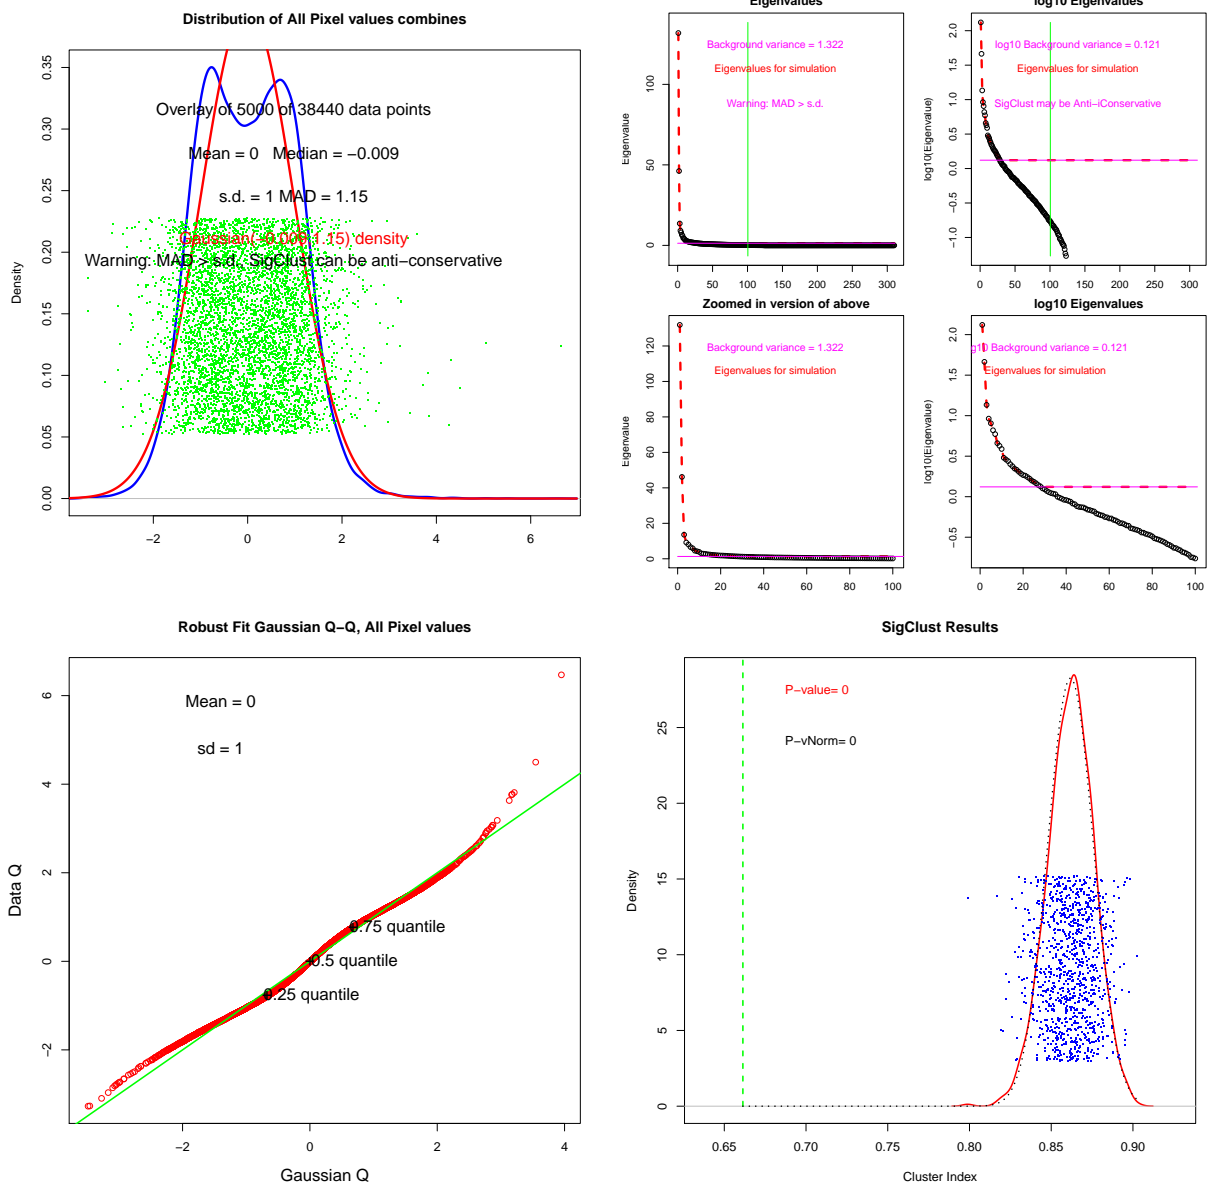 Distribution of All Pixel values combines
Overlay of 5000 of 38440 data points
Mean = 0 Median = −0.009
s.d. = 1 MAD = 1.15
Gaussian(−0.009,1.15) density
Warning: MAD > s.d., SigClust can be anti−conservative
Density
0.00 0.05 0.10 0.15 0.20 0.25 0.30 0.35
−2 0 2 4 6
Eigenvalues
Background variance = 1.322
Eigenvalues for simulation
Warning: MAD > s.d.
Eigenvalue
0 50 100
0 50 100 150 200 250 300
log10 Eigenvalues
log10 Background variance = 0.121
Eigenvalues for simulation
SigClust may be Anti−iConservative
log10(Eigenvalue)
−1.0 −0.5 0.0 0.5 1.0 1.5 2.0
0 50 100 150 200 250 300
Zoomed in version of above
Background variance = 1.322
Eigenvalues for simulation
Eigenvalue
0 20 40 60 80 100 120
0 20 40 60 80 100
log10 Eigenvalues
g10 Background variance = 0.121
Eigenvalues for simulation
log10(Eigenvalue)
−0.5 0.0 0.5 1.0 1.5 2.0
0 20 40 60 80 100
Robust Fit Gaussian Q−Q, All Pixel values
Mean = 0
sd = 1
0.75 quantile
0.5 quantile
0.25 quantile
Data Q
−2 0 2 4 6
−2 0 2 4
Gaussian Q
SigClust Results
P−value= 0
P−vNorm= 0
Density
0 5 10 15 20 25
0.65 0.70 0.75 0.80 0.85 0.90
Cluster Index